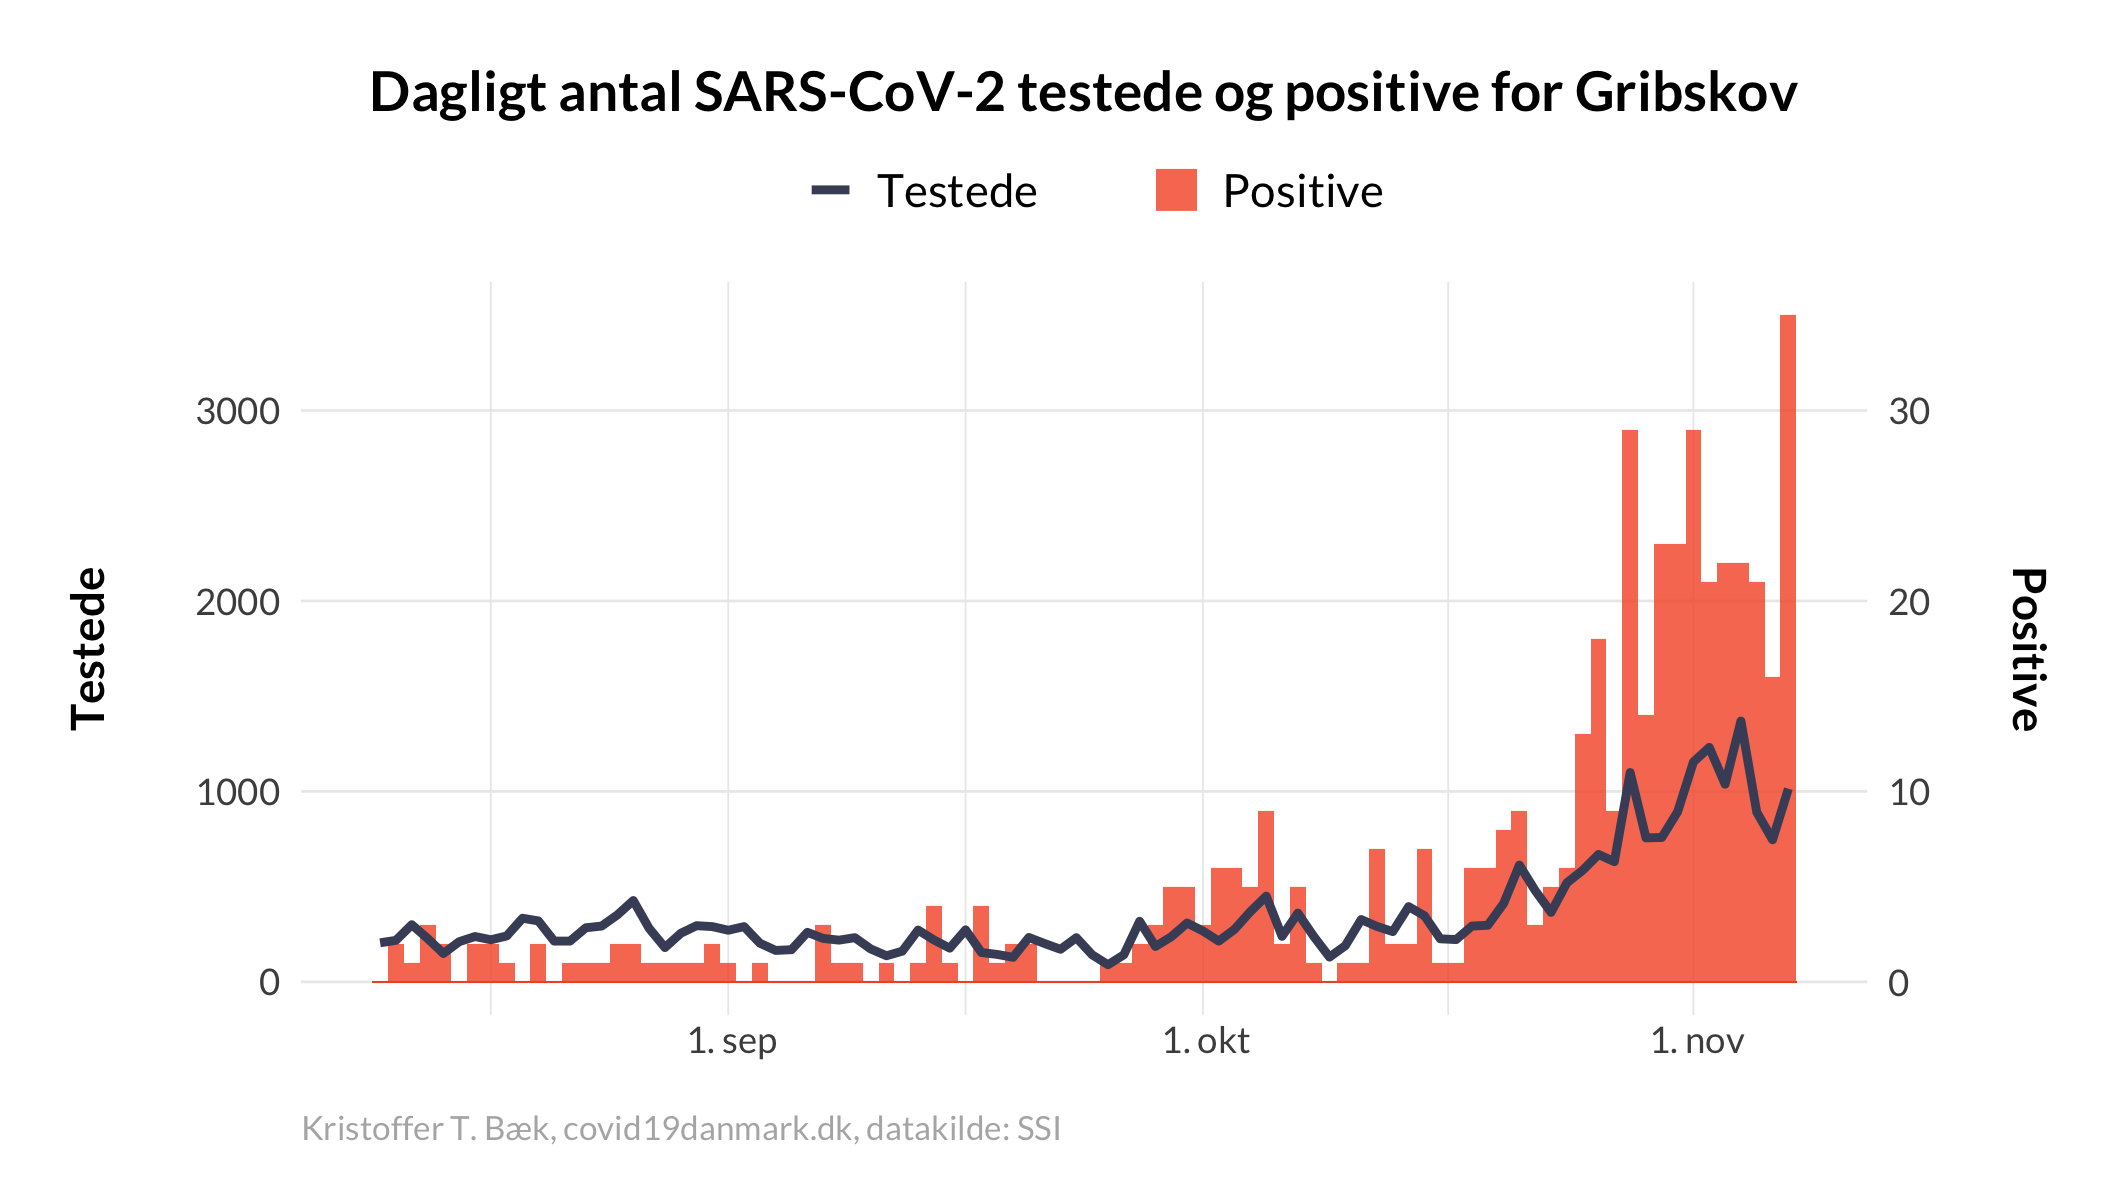 Dagligt antal SARS-CoV-2 testede og positive for Gribskov
Testede
Positive
3000
2000
1000
0
Testede
30
20
10
0
Positive
1. sep
1. okt
1. nov
Kristoffer T. Bæk, covid19danmark.dk, datakilde: SSI